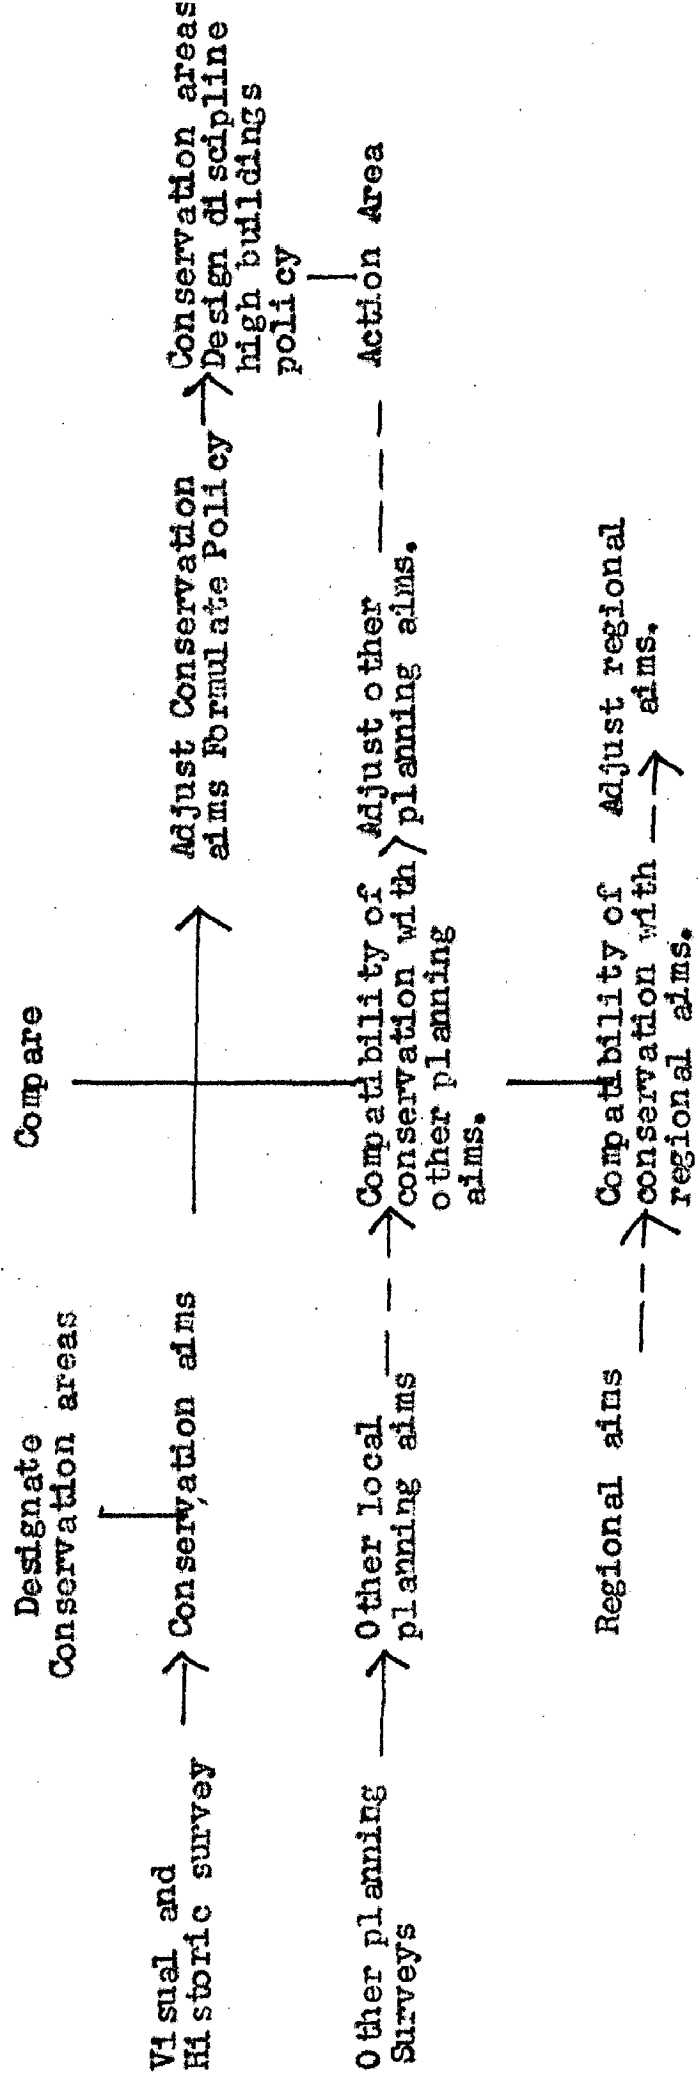 Designate
Conservation areas
Compare
Visual and
Historic survey
Conservation aims
Adjust Conservation
aims Formulate Policy
Conservation areas
Design discipline
high buildings
policy
Other planning
Surveys
Other local
planning aims
Compatibility of
conservation with
other planning
aims.
Adjust other
planning aims.
Action Area
Regional aims
Compatibility of
conservation with
regional aims.
Adjust regional
aims.